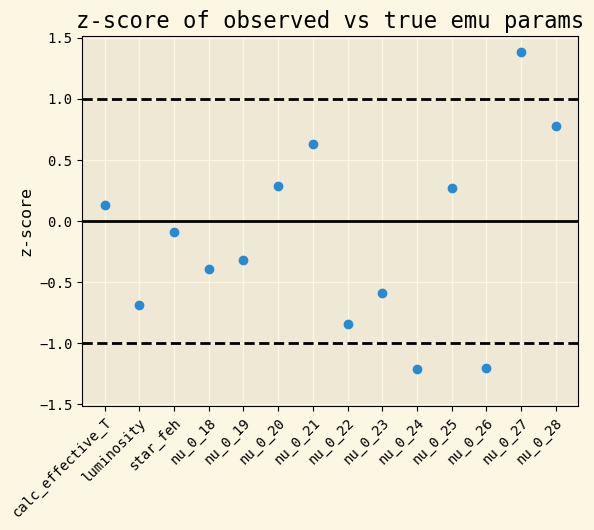 z-score of observed vs true emu params
1.5
1.0
0.5
0.0
−0.5
−1.0
−1.5
z-score
calc_effective_T
luminosity
star_feh
nu_0_18
nu_0_19
nu_0_20
nu_0_21
nu_0_22
nu_0_23
nu_0_24
nu_0_25
nu_0_26
nu_0_27
nu_0_28